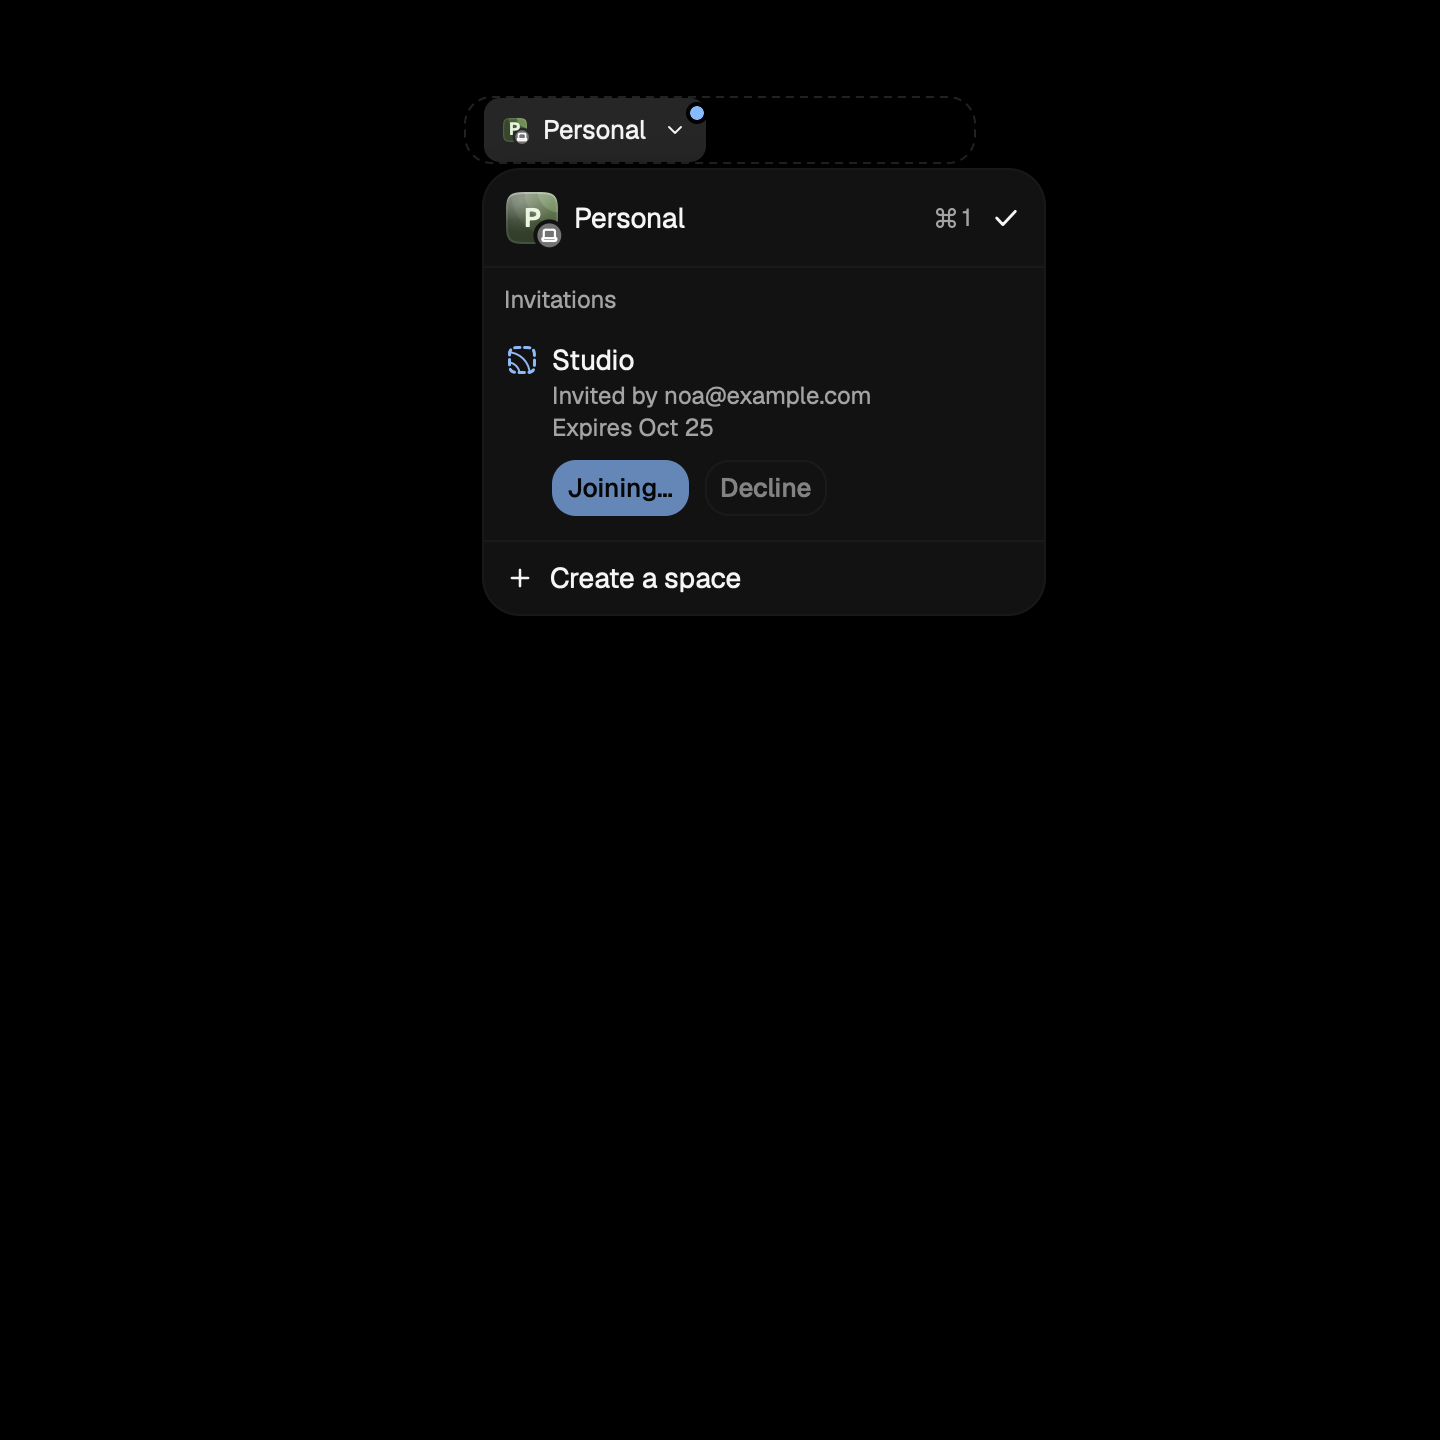 P Personal
P Personal ⌘1
Invitations
Studio
Invited by noa@example.com
Expires Oct 25
Joining… Decline
Create a space